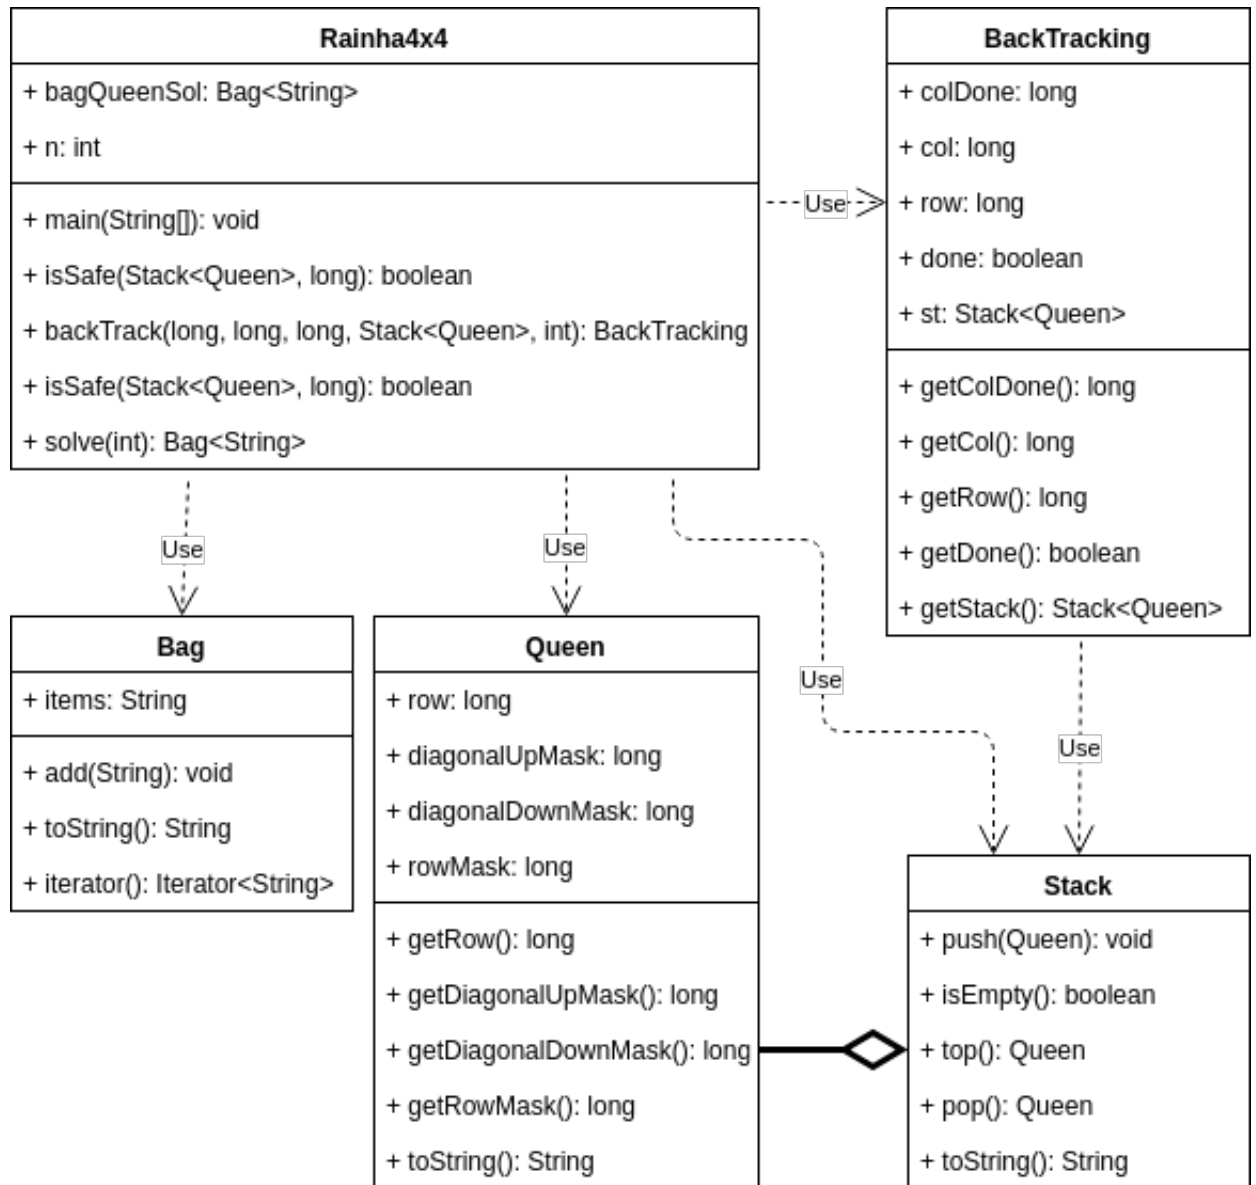 Rainha4x4
+ bagQueenSol: Bag<String>
+ n: int
+ main(String[]): void
+ isSafe(Stack<Queen>, long): boolean
+ backTrack(long, long, long, Stack<Queen>, int): BackTracking
+ isSafe(Stack<Queen>, long): boolean
+ solve(int): Bag<String>
Use
BackTracking
+ colDone: long
+ col: long
+ row: long
+ done: boolean
+ st: Stack<Queen>
+ getColDone(): long
+ getCol(): long
+ getRow(): long
+ getDone(): boolean
+ getStack(): Stack<Queen>
Use
Use
Use
Use
Bag
+ items: String
+ add(String): void
+ toString(): String
+ iterator(): Iterator<String>
Queen
+ row: long
+ diagonalUpMask: long
+ diagonalDownMask: long
+ rowMask: long
+ getRow(): long
+ getDiagonalUpMask(): long
+ getDiagonalDownMask(): long
+ getRowMask(): long
+ toString(): String
Stack
+ push(Queen): void
+ isEmpty(): boolean
+ top(): Queen
+ pop(): Queen
+ toString(): String